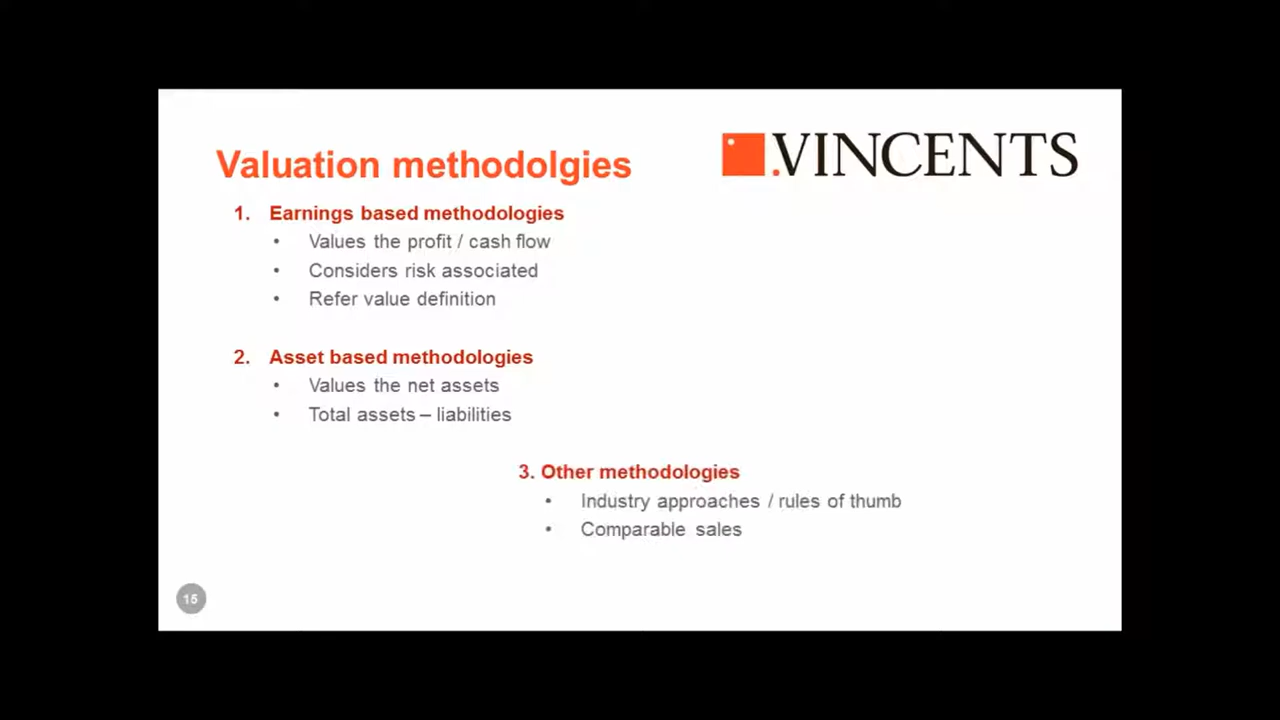 Valuation methodolgies
.VINCENTS
1. Earnings based methodologies
• Values the profit / cash flow
• Considers risk associated
• Refer value definition
2. Asset based methodologies
• Values the net assets
• Total assets – liabilities
3. Other methodologies
• Industry approaches / rules of thumb
• Comparable sales
15